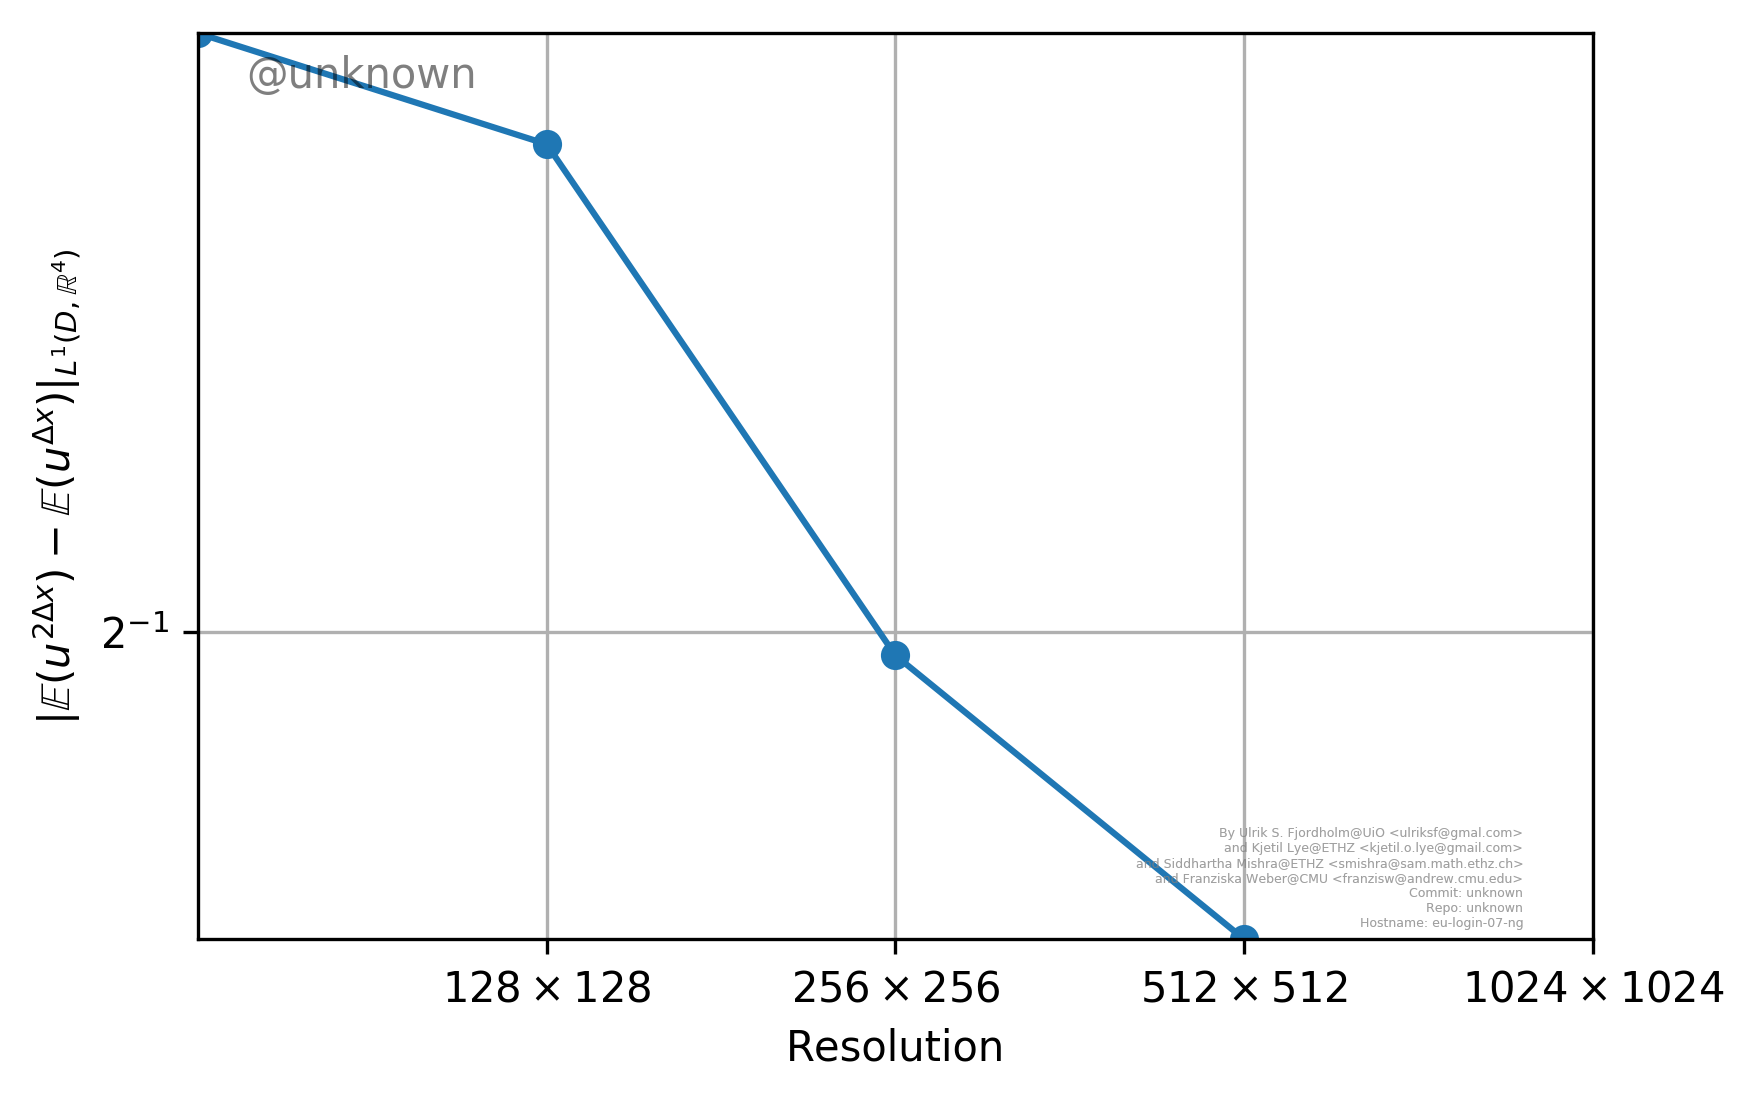 @unknown
|𝔼(u^{2Δx}) − 𝔼(u^{Δx})|_{L^1(D, ℝ^4)}
2^{−1}
By Ulrik S. Fjordholm@UiO <ulriksf@gmal.com>
and Kjetil Lye@ETHZ <kjetil.o.lye@gmail.com>
and Siddhartha Mishra@ETHZ <smishra@sam.math.ethz.ch>
and Franziska Weber@CMU <franzisw@andrew.cmu.edu>
Commit: unknown
Repo: unknown
Hostname: eu-login-07-ng
128 × 128 256 × 256 512 × 512 1024 × 1024
Resolution